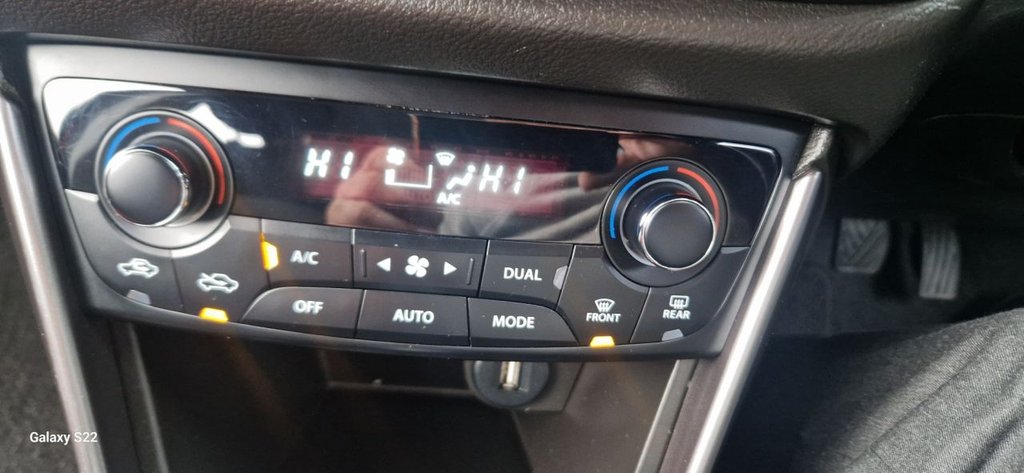 HI HI
A/C
A/C
DUAL
OFF
AUTO
MODE
FRONT
REAR
Galaxy S22